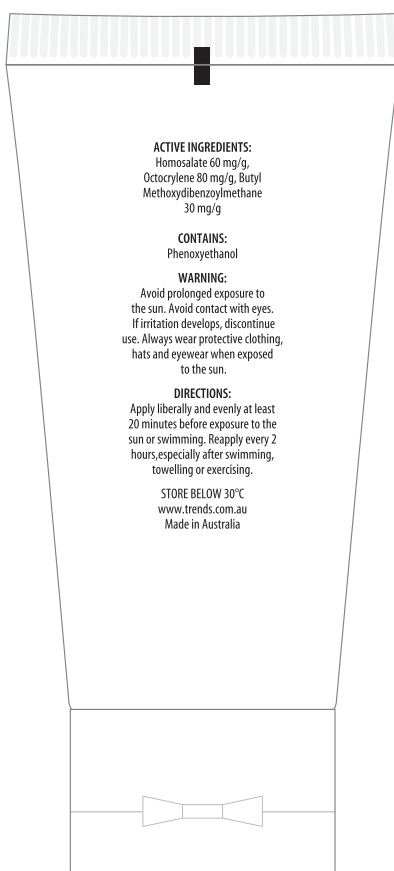 ACTIVE INGREDIENTS:
Homosalate 60 mg/g,
Octocrylene 80 mg/g, Butyl
Methoxydibenzoylmethane
30 mg/g
CONTAINS:
Phenoxyethanol
WARNING:
Avoid prolonged exposure to
the sun. Avoid contact with eyes.
If irritation develops, discontinue
use. Always wear protective clothing,
hats and eyewear when exposed
to the sun.
DIRECTIONS:
Apply liberally and evenly at least
20 minutes before exposure to the
sun or swimming. Reapply every 2
hours,especially after swimming,
towelling or exercising.
STORE BELOW 30°C
www.trends.com.au
Made in Australia